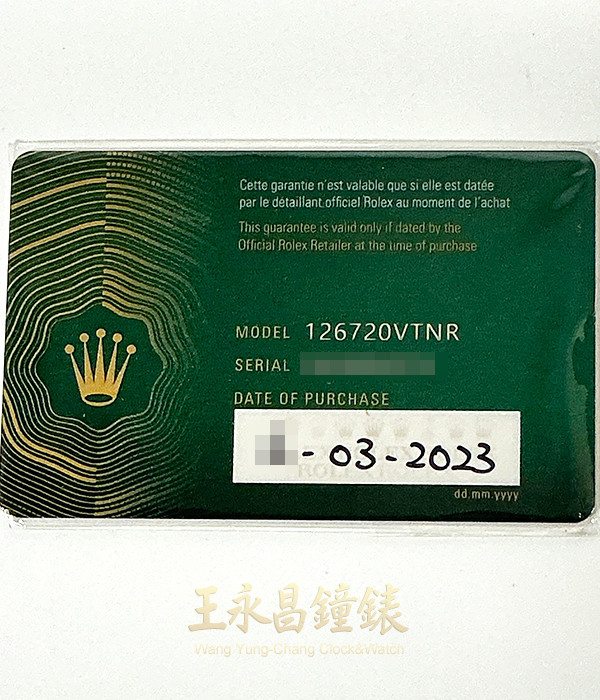 Cette garantie n'est valable que si elle est datée
par le détaillant officiel Rolex au moment de l'achat
This guarantee is valid only if dated by the
Official Rolex Retailer at the time of purchase
MODEL 126720VTNR
SERIAL
DATE OF PURCHASE
-03-2023
ROLEX
dd.mm.yyyy
王永昌鐘錶
Wang Yung-Chang Clock&Watch